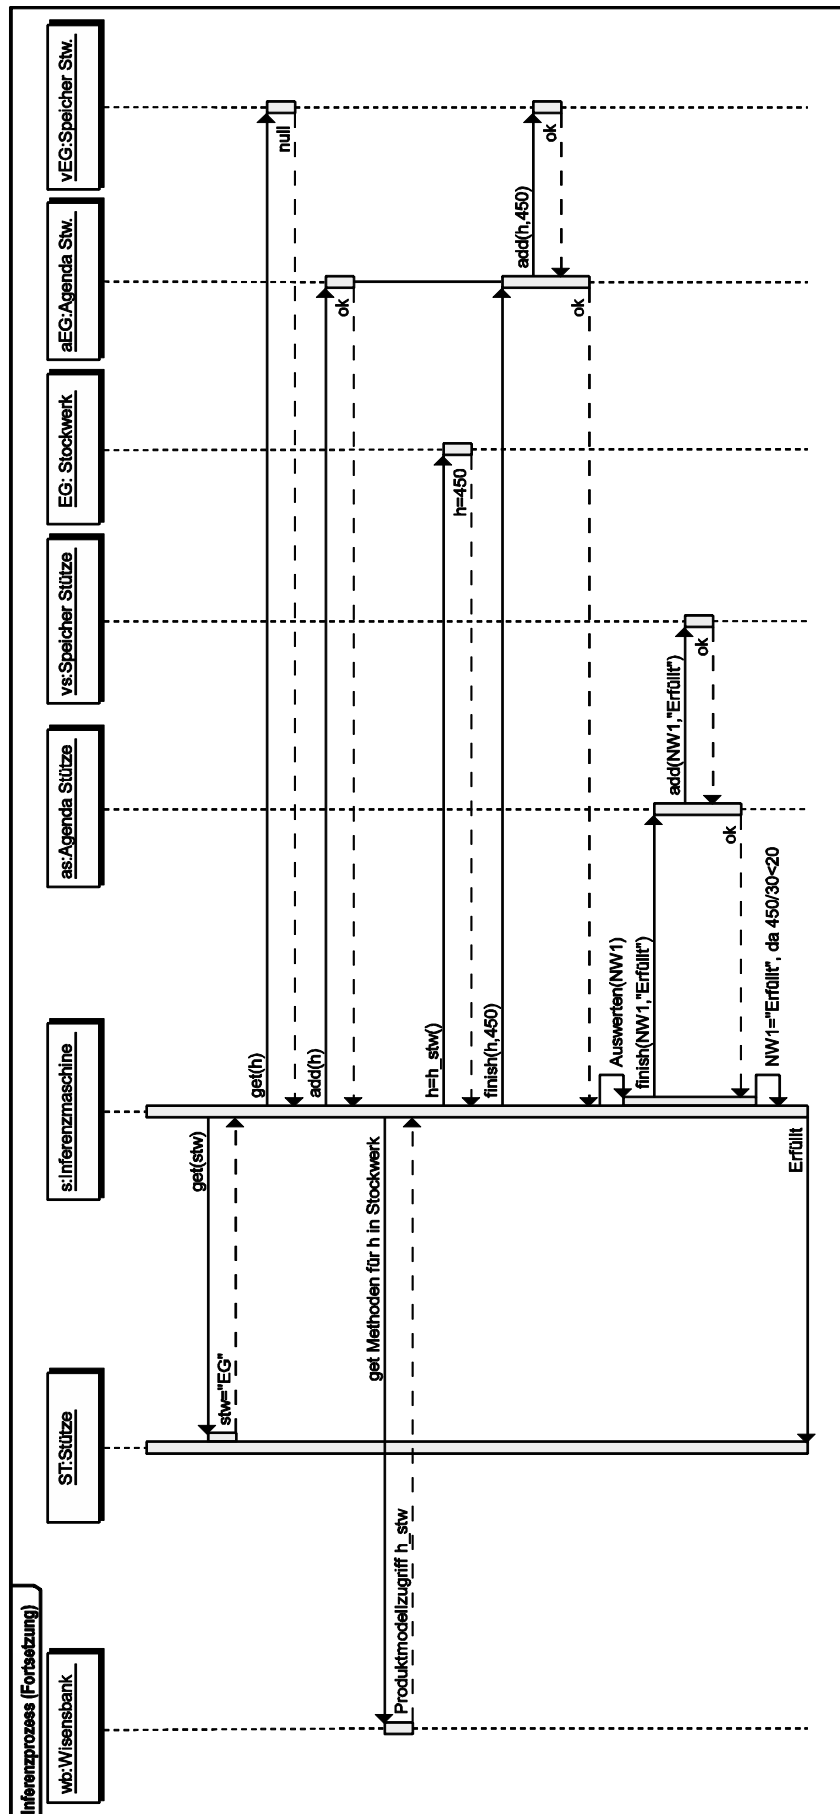 Inferenzprozess (Fortsetzung)
wb:Wisensbank
ST:Stütze
s:Inferenzmaschine
as:Agenda Stütze
vs:Speicher Stütze
EG: Stockwerk
aEG:Agenda Stw.
vEG:Speicher Stw.
get(stw)
stw="EG"
get(h)
null
add(h)
ok
get Methoden für h in Stockwerk
Produktmodellzugriff h_stw
h=h_stw()
h=450
finish(h,450)
add(h,450)
ok
ok
Auswerten(NW1)
finish(NW1,"Erfüllt")
add(NW1,"Erfüllt")
ok
ok
NW1="Erfüllt", da 450/30<20
Erfüllt